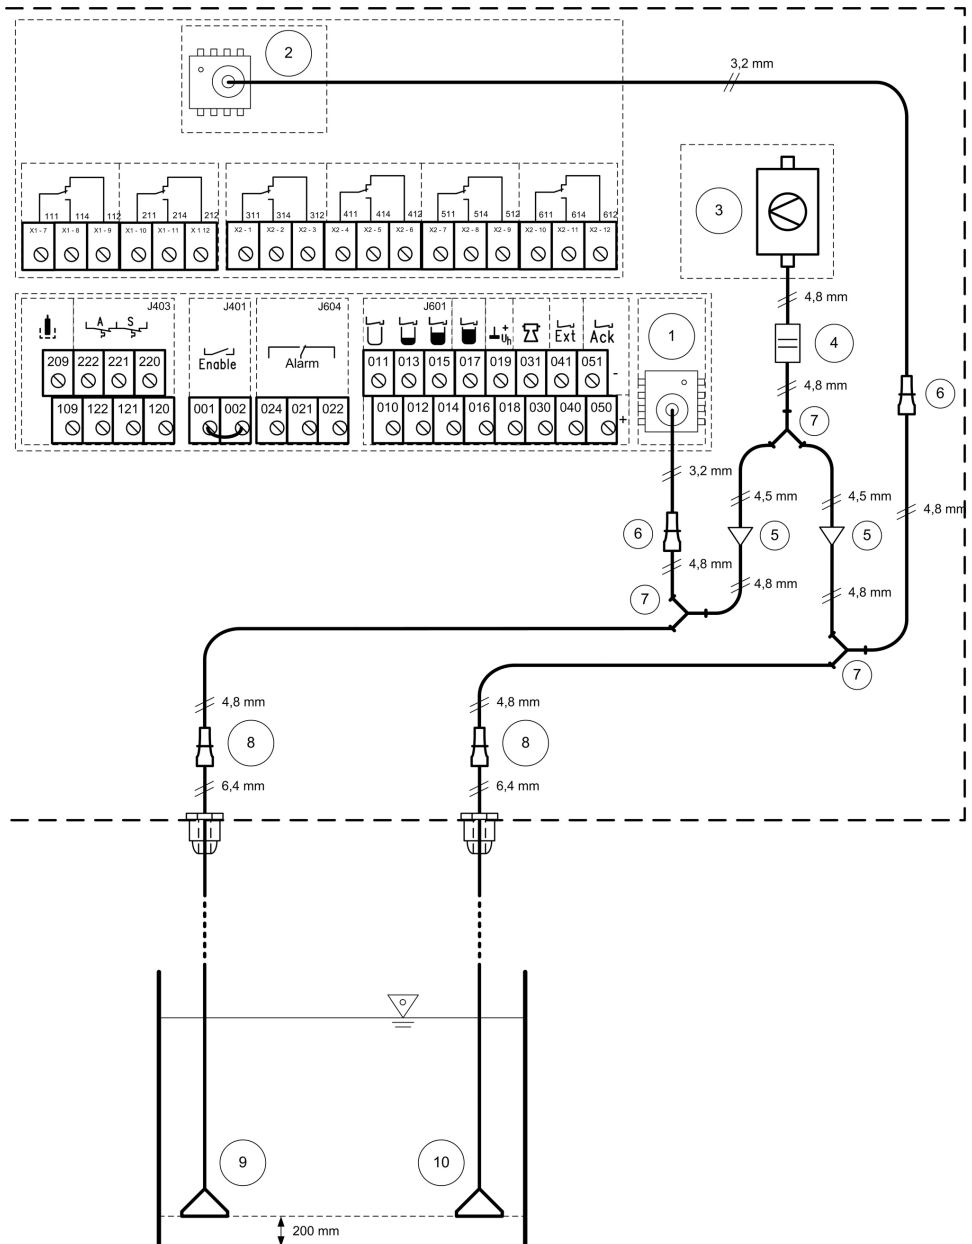 2
3,2 mm
3
111 114 112 211 214 212 311 314 312 411 414 412 511 514 512 611 614 612
X1 - 7 X1 - 8 X1 - 9 X1 - 10 X1 - 11 X 1 12 X2 - 1 X2 - 2 X2 - 3 X2 - 4 X2 - 5 X2 - 6 X2 - 7 X2 - 8 X2 - 9 X2 - 10 X2 - 11 X2 - 12
4,8 mm
J403 J401 J604 J601
A S
Enable
Alarm
Uh
+
Ext
Ack
1
4
209 222 221 220
011 013 015 017 019 031 041 051 -
4,8 mm
6
109 122 121 120 001 002 024 021 022 010 012 014 016 018 030 040 050 +
7
3,2 mm
4,5 mm
4,5 mm
4,8 mm
6
5
5
4,8 mm
4,8 mm
4,8 mm
7
7
4,8 mm
4,8 mm
8
8
6,4 mm
6,4 mm
9
10
200 mm